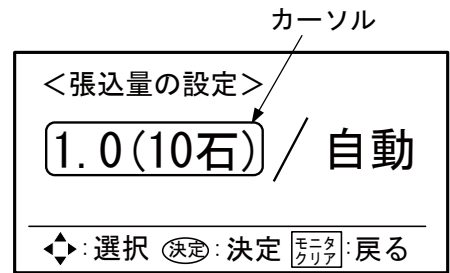 カーソル
<張込量の設定>
1.0(10石) / 自動
:選択 決定:決定 モニタクリア:戻る